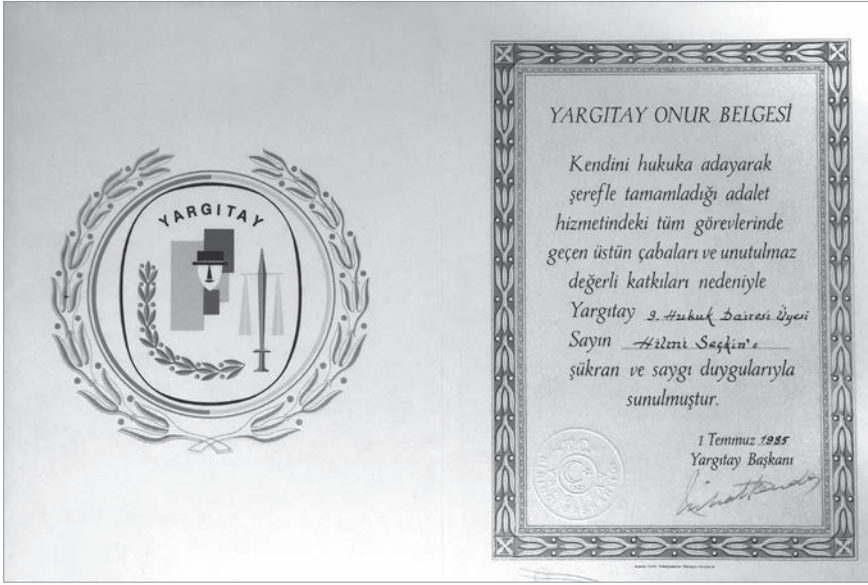 YARGITAY
YARGITAY ONUR BELGESİ
Kendini hukuka adayarak
şerefle tamamladığı adalet
hizmetindeki tüm görevlerinde
geçen üstün çabaları ve unutulmaz
değerli katkıları nedeniyle
Yargıtay 9. Hukuk Dairesi Üyesi
Sayın Hilmi Seçkin'e
şükran ve saygı duygularıyla
sunulmuştur.
1 Temmuz 1985
Yargıtay Başkanı
T.C.